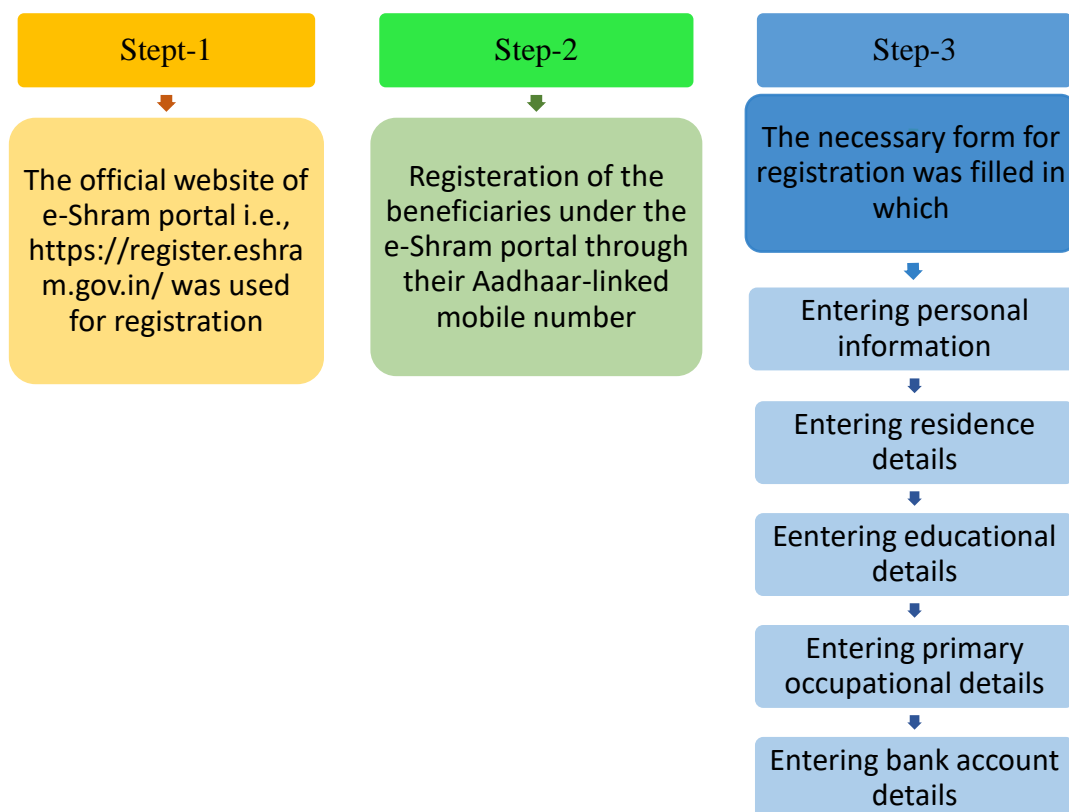 Stept-1
The official website of
e-Shram portal i.e.,
https://register.eshra
m.gov.in/ was used
for registration
Step-2
Registeration of the
beneficiaries under the
e-Shram portal through
their Aadhaar-linked
mobile number
Step-3
The necessary form for
registration was filled in
which
Entering personal
information
Entering residence
details
Eentering educational
details
Entering primary
occupational details
Entering bank account
details